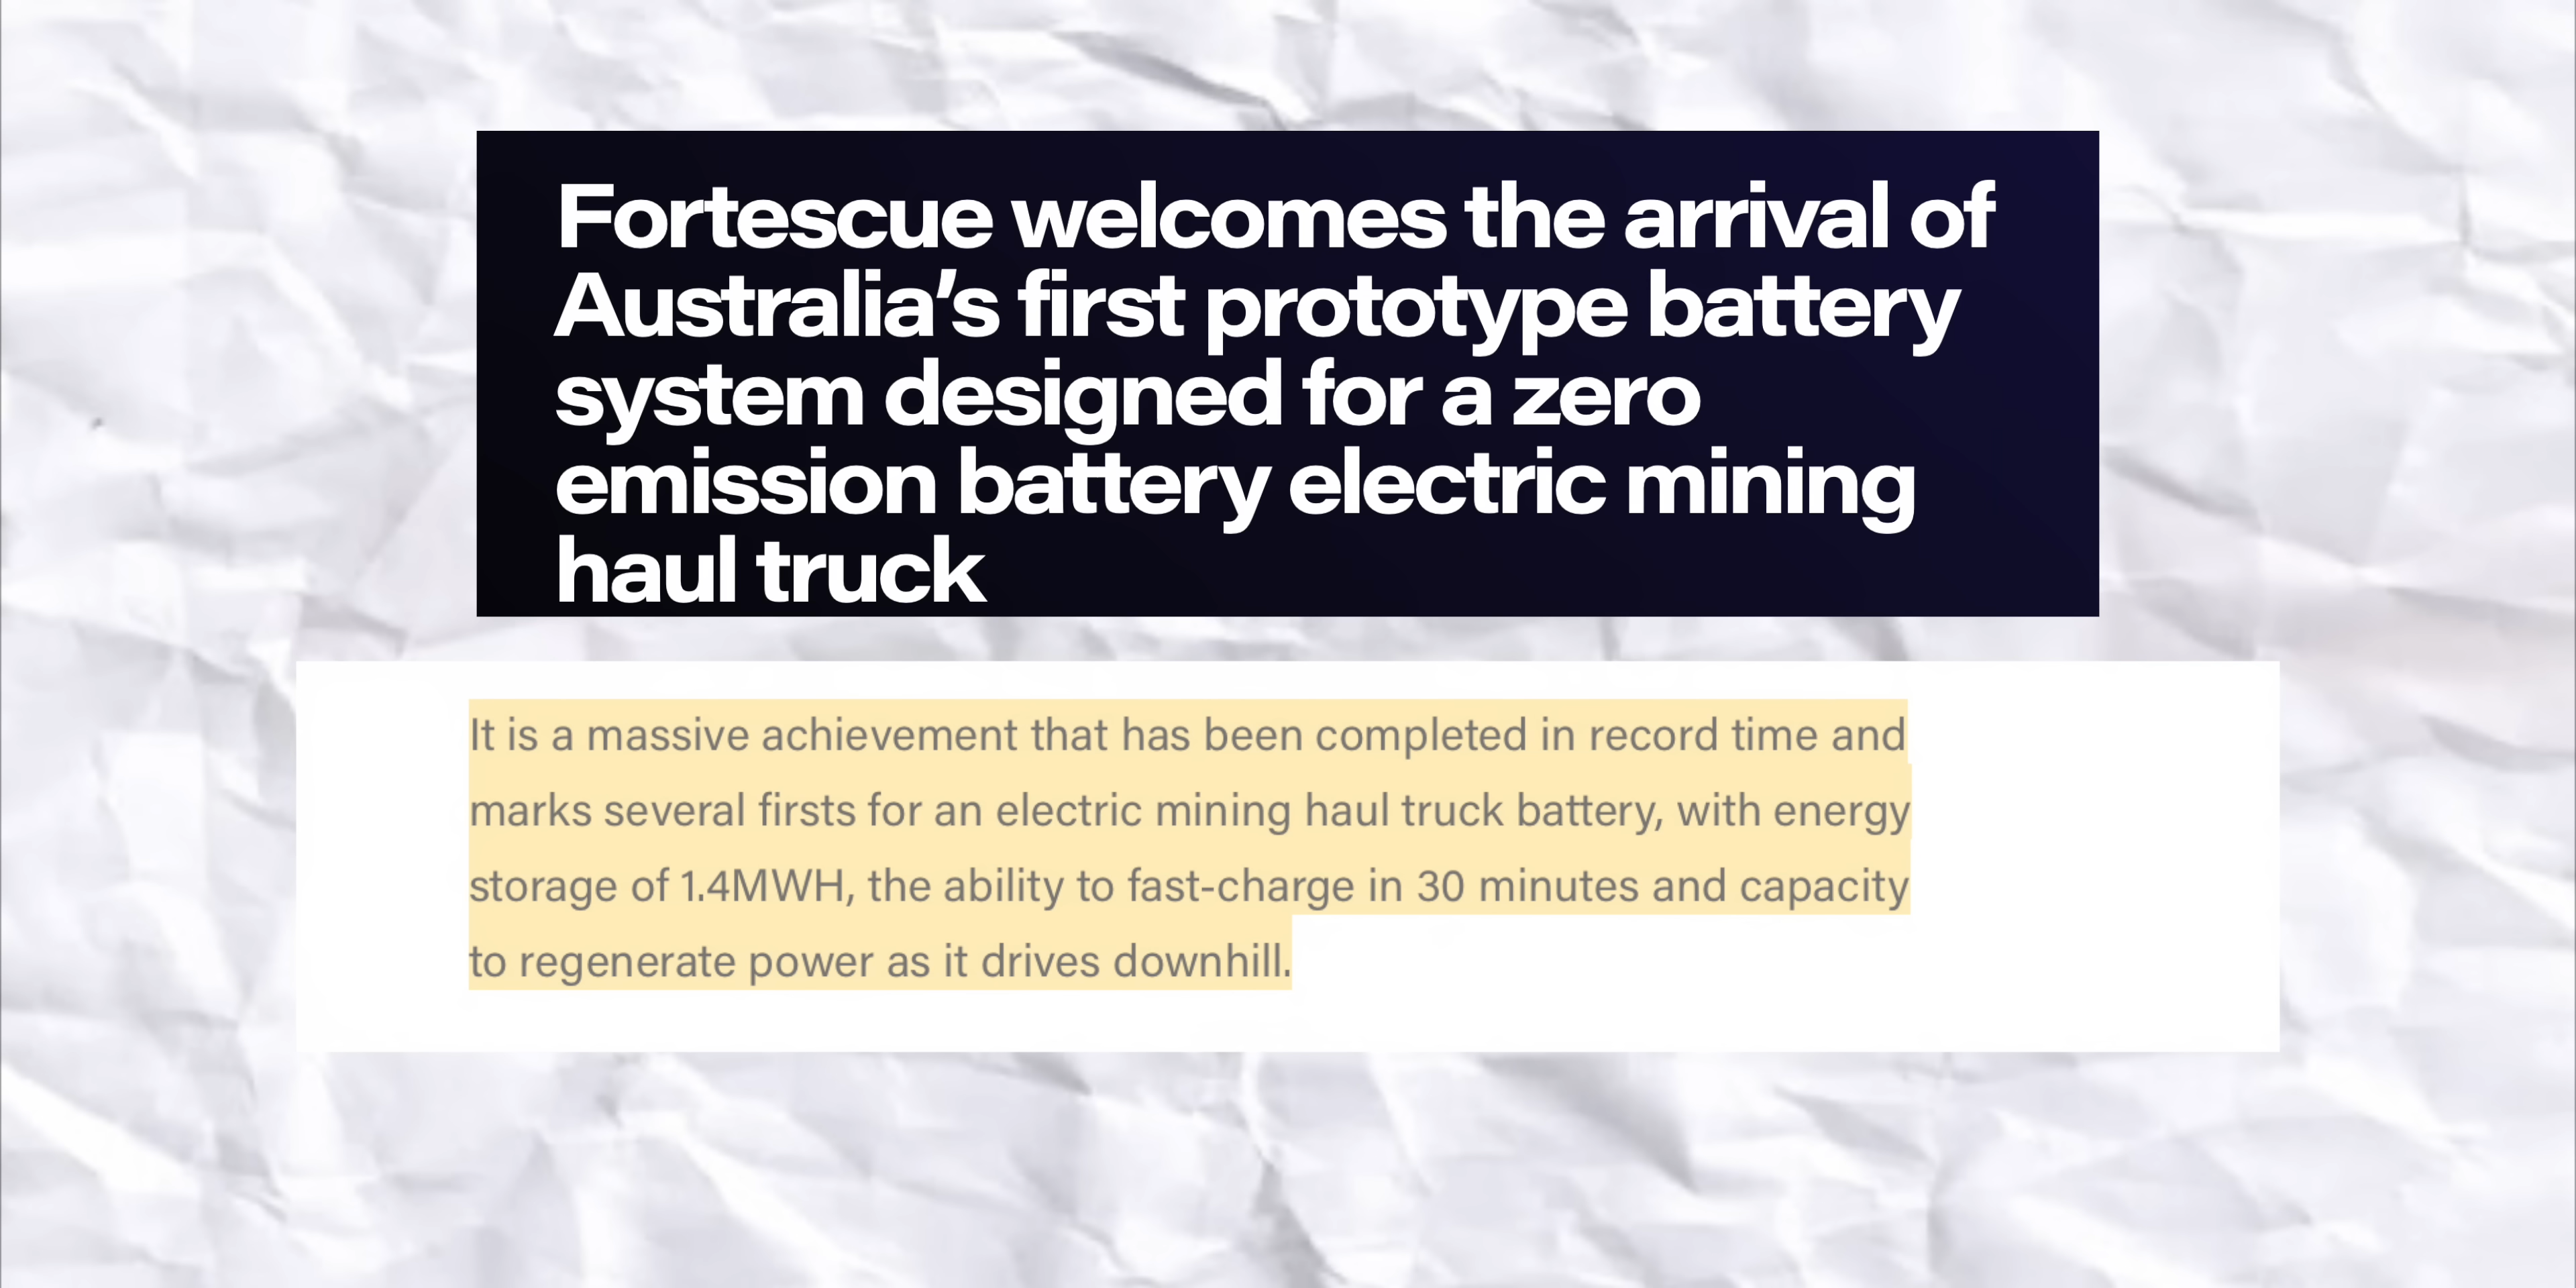 Fortescue welcomes the arrival of
Australia’s first prototype battery
system designed for a zero
emission battery electric mining
haul truck
It is a massive achievement that has been completed in record time and
marks several firsts for an electric mining haul truck battery, with energy
storage of 1.4MWH, the ability to fast-charge in 30 minutes and capacity
to regenerate power as it drives downhill.